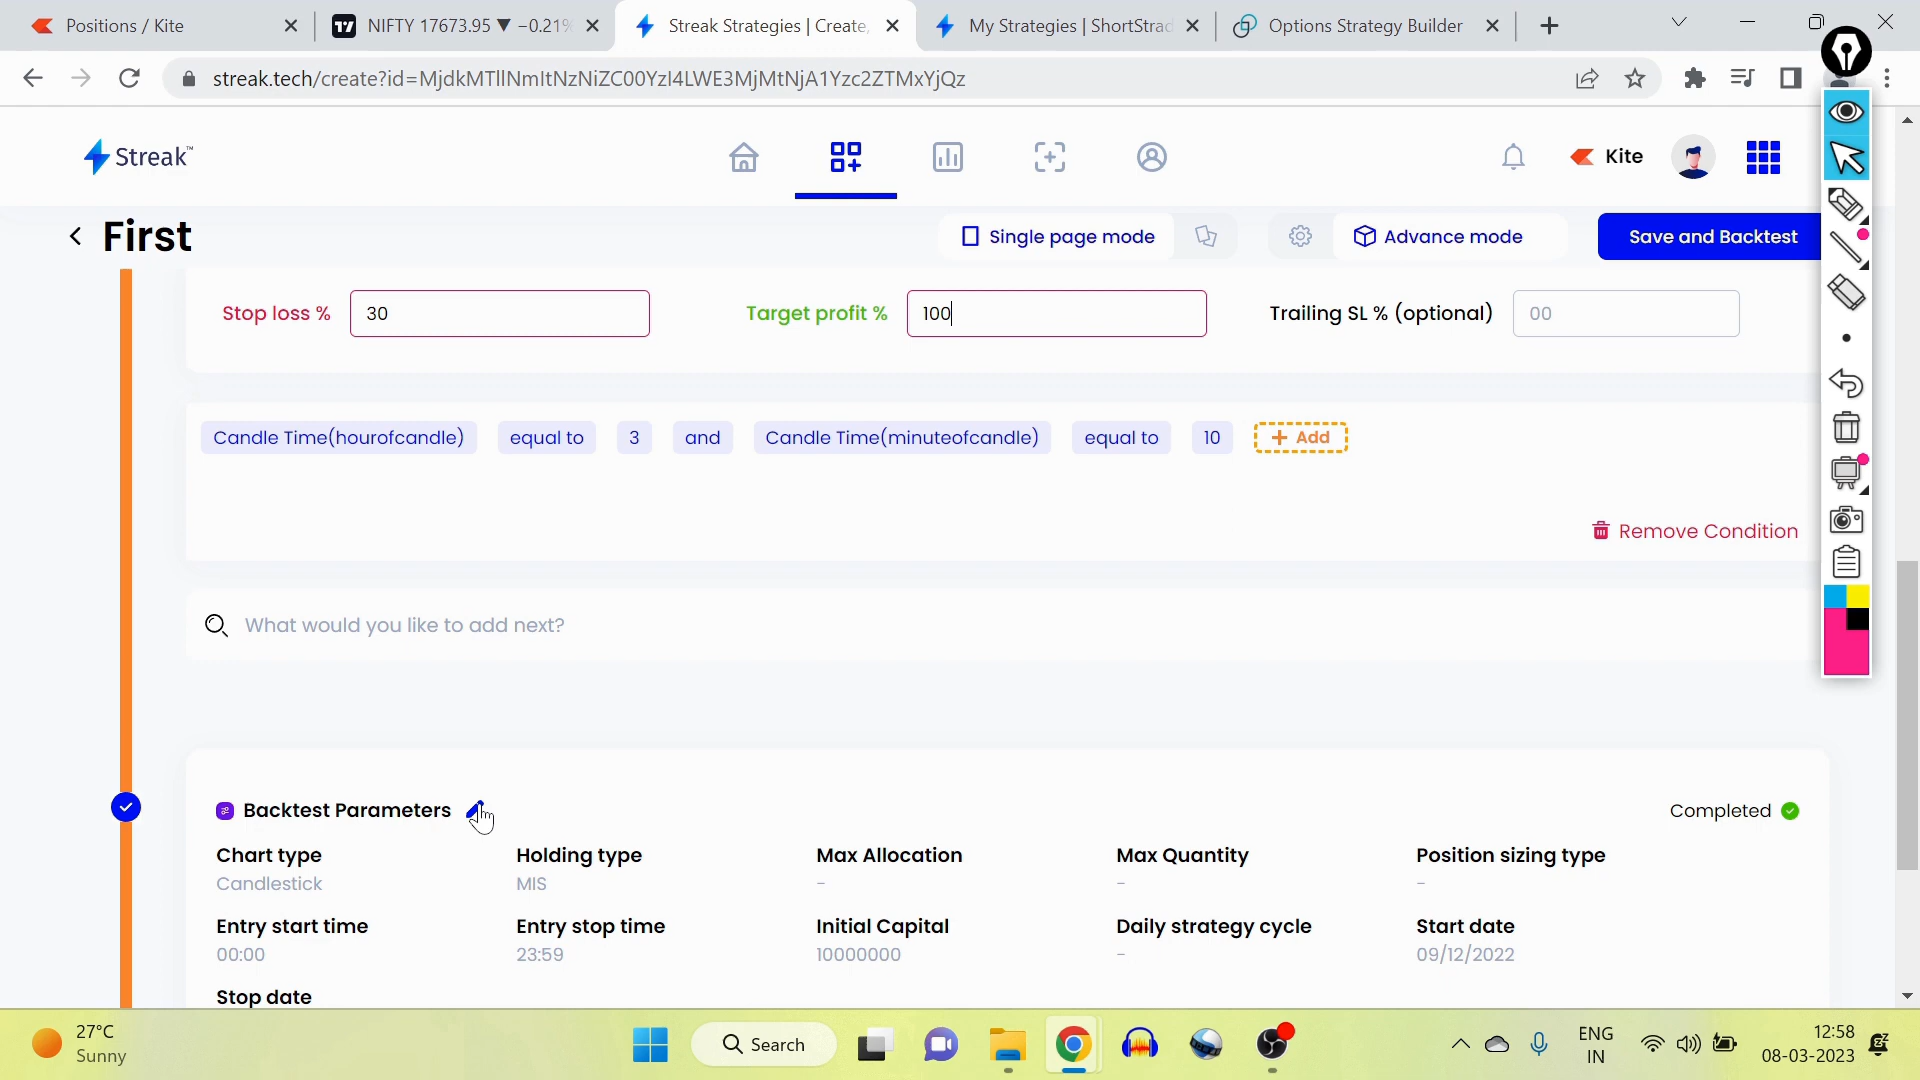 Positions / Kite
NIFTY 17673.95 ▼ −0.21%
Streak Strategies | Create,
My Strategies | ShortStrad
Options Strategy Builder
streak.tech/create?id=MjdkMTllNmItNzNiZC00YzI4LWE3MjMtNjA1Yzc2ZTMxYjQz
Streak™
Kite
First
Single page mode
Advance mode
Save and Backtest
Stop loss %
30
Target profit %
100
Trailing SL % (optional)
00
Candle Time(hourofcandle) equal to 3 and Candle Time(minuteofcandle) equal to 10 + Add
Remove Condition
What would you like to add next?
Backtest Parameters
Completed
Chart type
Candlestick
Holding type
MIS
Max Allocation
-
Max Quantity
-
Position sizing type
-
Entry start time
00:00
Entry stop time
23:59
Initial Capital
10000000
Daily strategy cycle
-
Start date
09/12/2022
Stop date
27°C
Sunny
Search
ENG
IN
12:58
08-03-2023